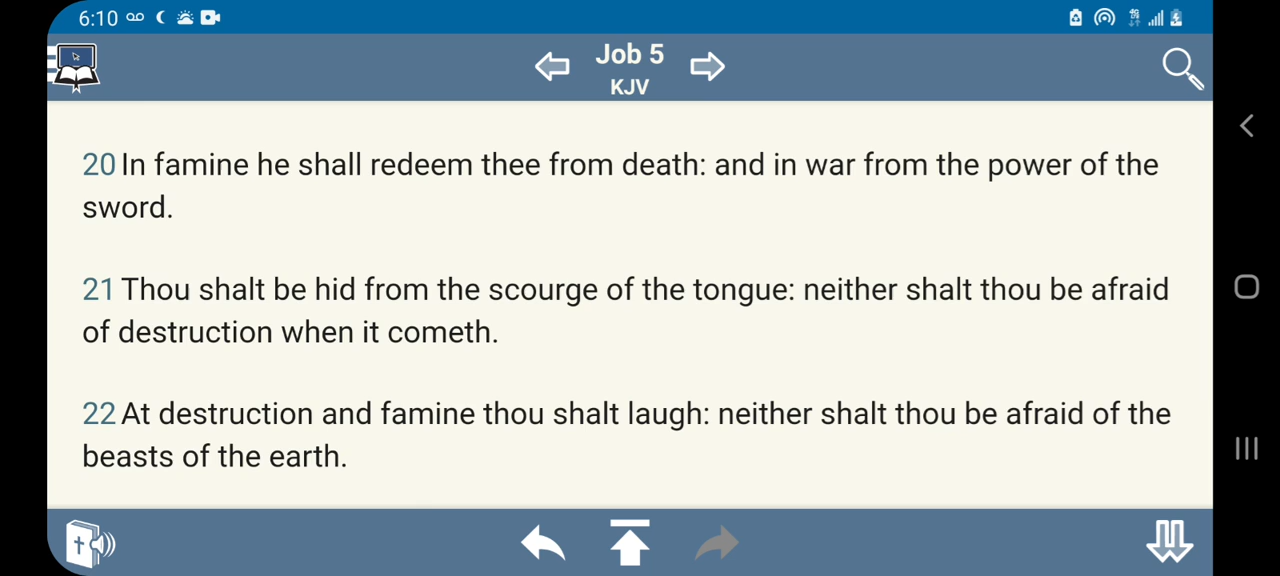 6:10
Job 5
KJV
20 In famine he shall redeem thee from death: and in war from the power of the
sword.
21 Thou shalt be hid from the scourge of the tongue: neither shalt thou be afraid
of destruction when it cometh.
22 At destruction and famine thou shalt laugh: neither shalt thou be afraid of the
beasts of the earth.